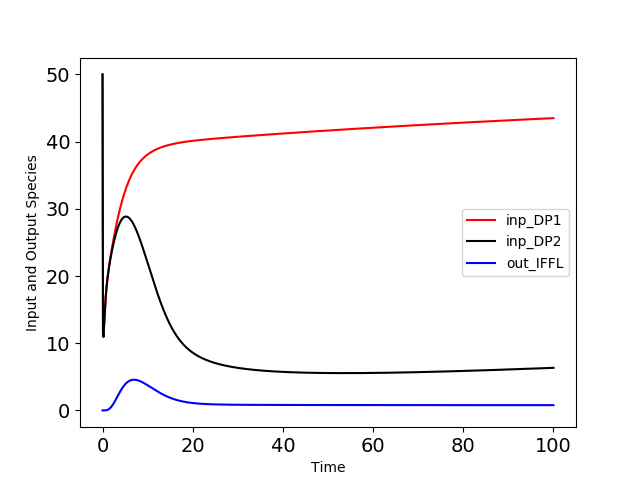 50
40
30
20
10
0
Input and Output Species
inp_DP1
inp_DP2
out_IFFL
0 20 40 60 80 100
Time